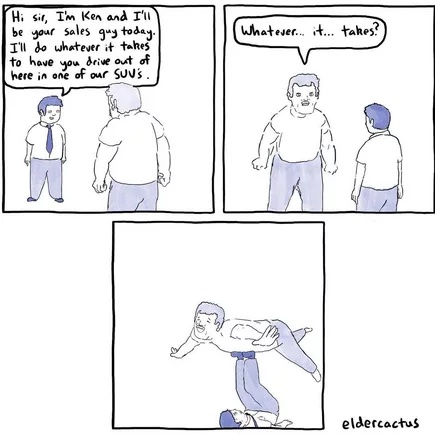 Hi sir, I'm Ken and I'll
be your sales guy today.
I'll do whatever it takes
to have you drive out of
here in one of our SUV's.
Whatever... it... takes?
eldercactus